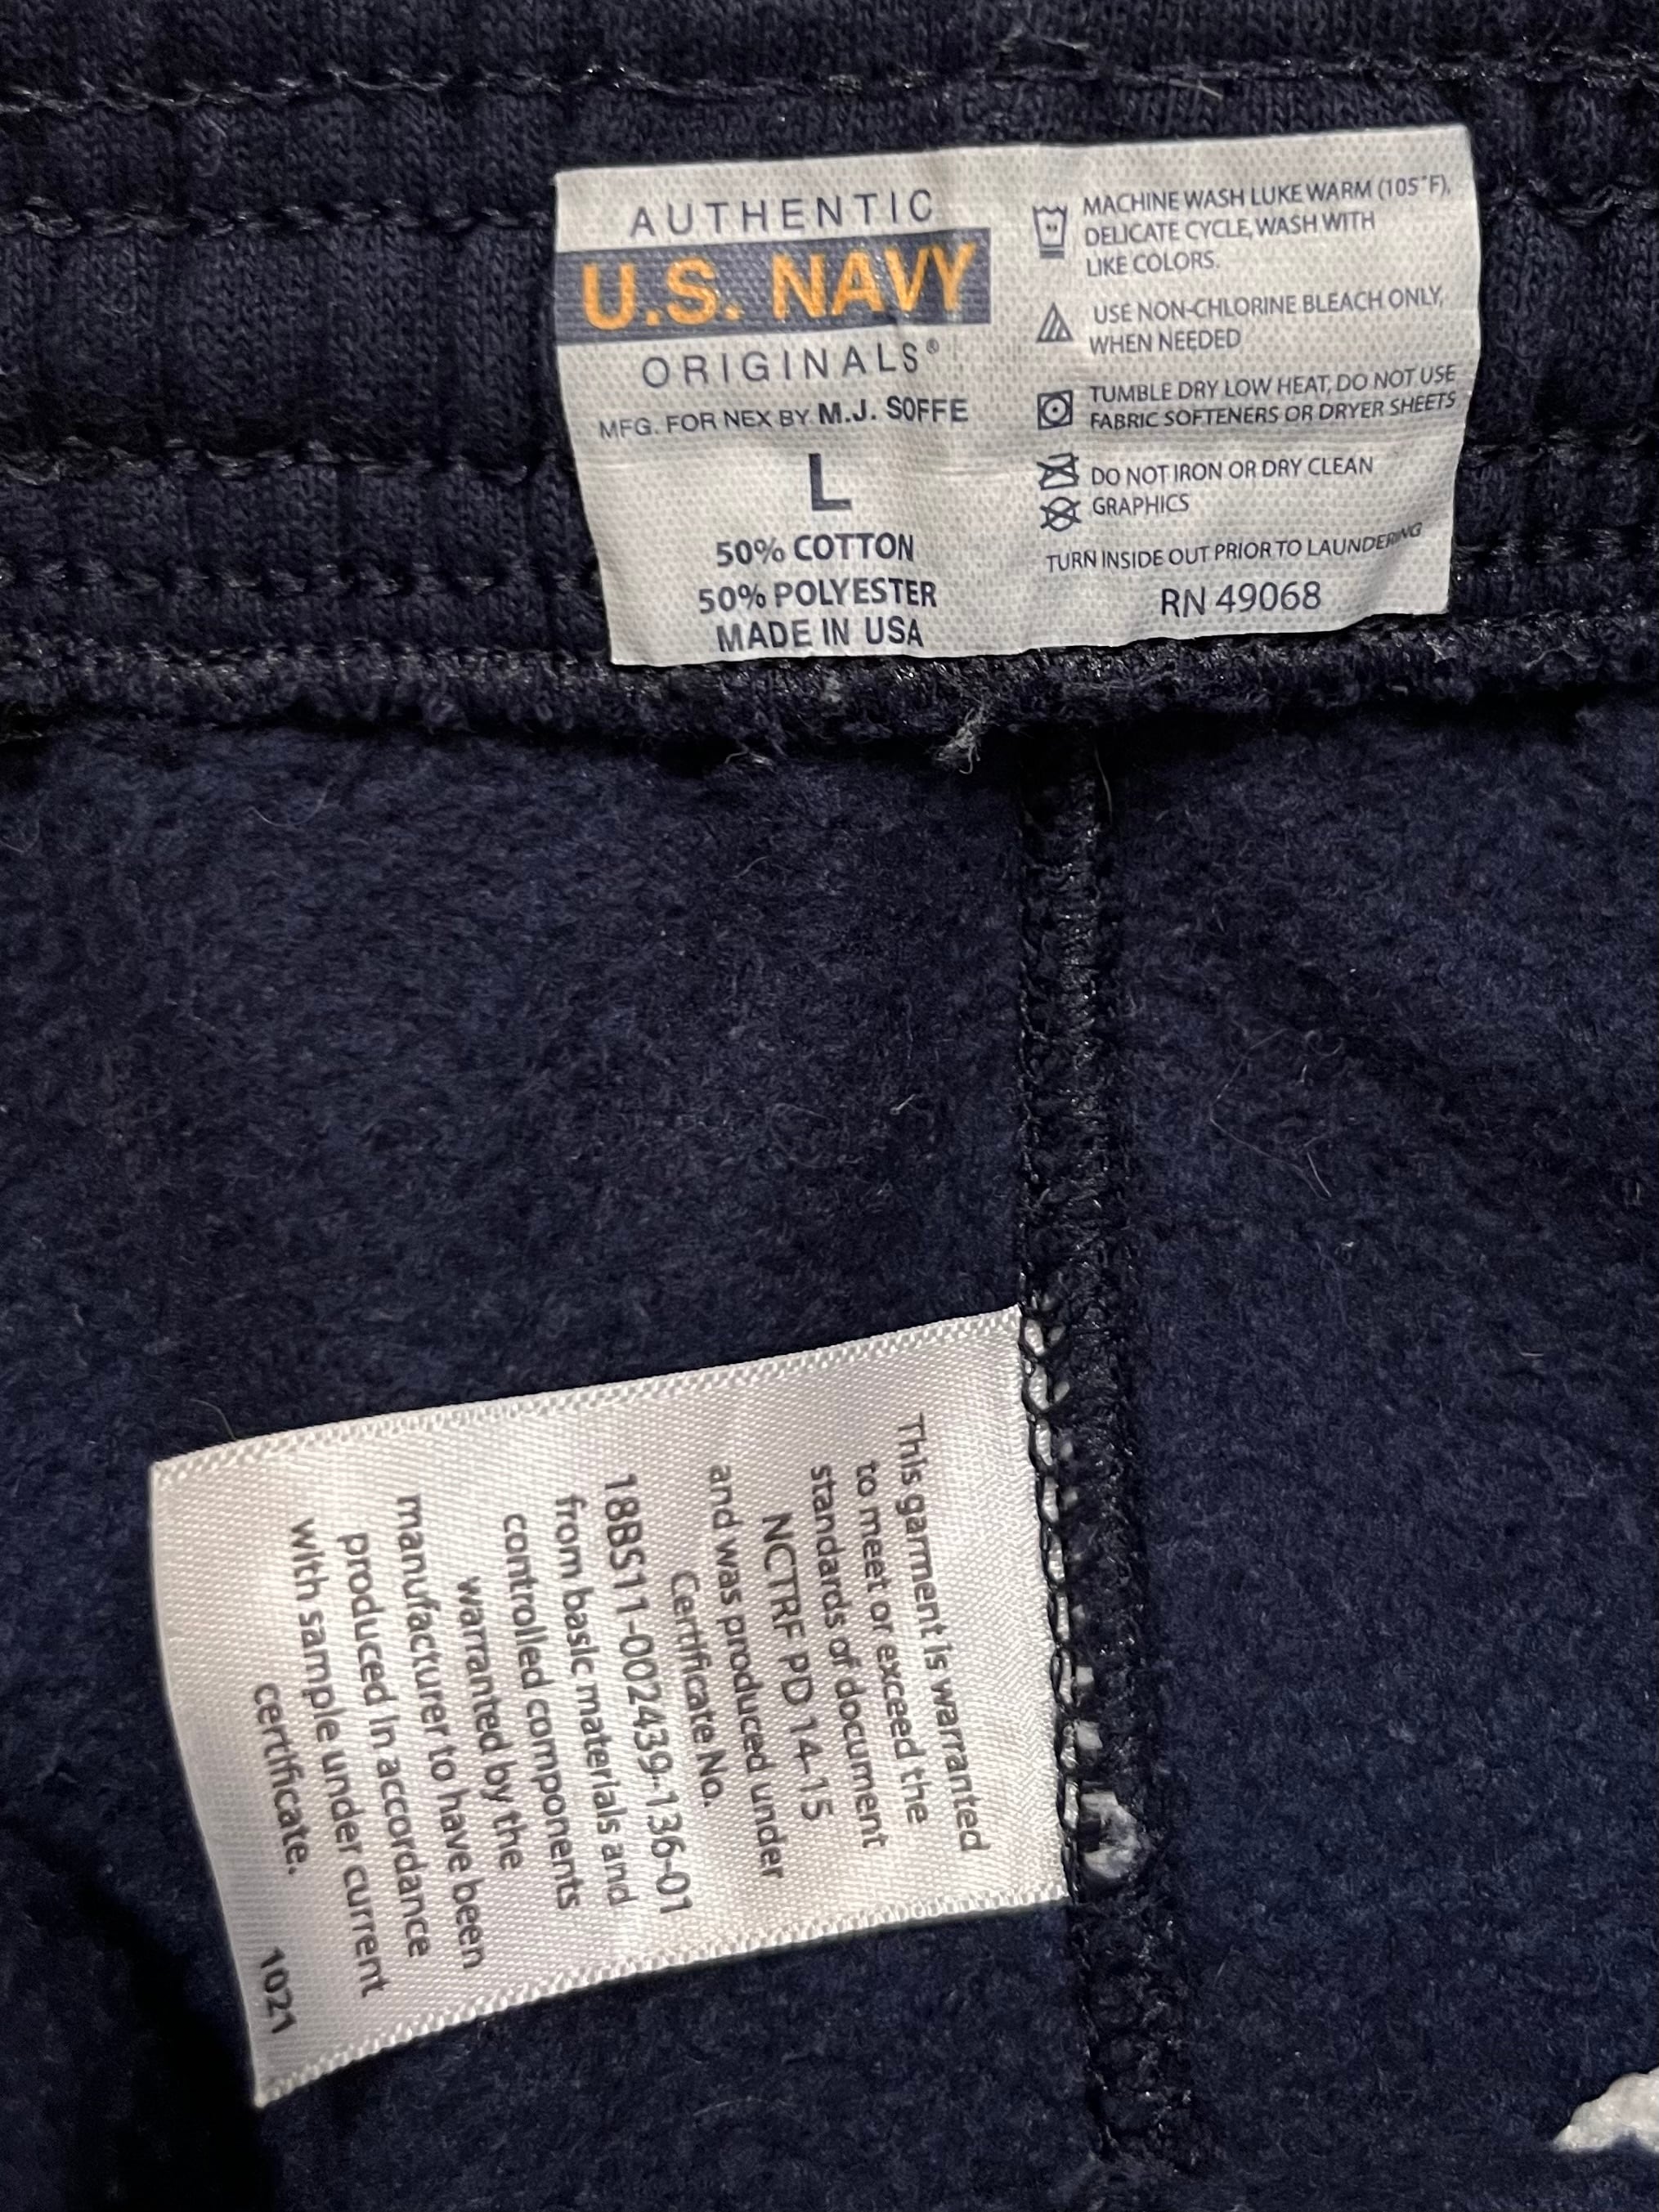 AUTHENTIC
U.S. NAVY
ORIGINALS®
MFG. FOR NEX BY M.J. SOFFE
L
50% COTTON
50% POLYESTER
MADE IN USA
MACHINE WASH LUKE WARM (105°F),
DELICATE CYCLE, WASH WITH
LIKE COLORS.
USE NON-CHLORINE BLEACH ONLY,
WHEN NEEDED
TUMBLE DRY LOW HEAT, DO NOT USE
FABRIC SOFTENERS OR DRYER SHEETS
DO NOT IRON OR DRY CLEAN
GRAPHICS
TURN INSIDE OUT PRIOR TO LAUNDERING
RN 49068
This garment is warranted
to meet or exceed the
standards of document
NCTRF PD 14-15
and was produced under
Certificate No.
18BS11-002439-136-01
from basic materials and
controlled components
warranted by the
manufacturer to have been
produced in accordance
with sample under current
certificate.
1021